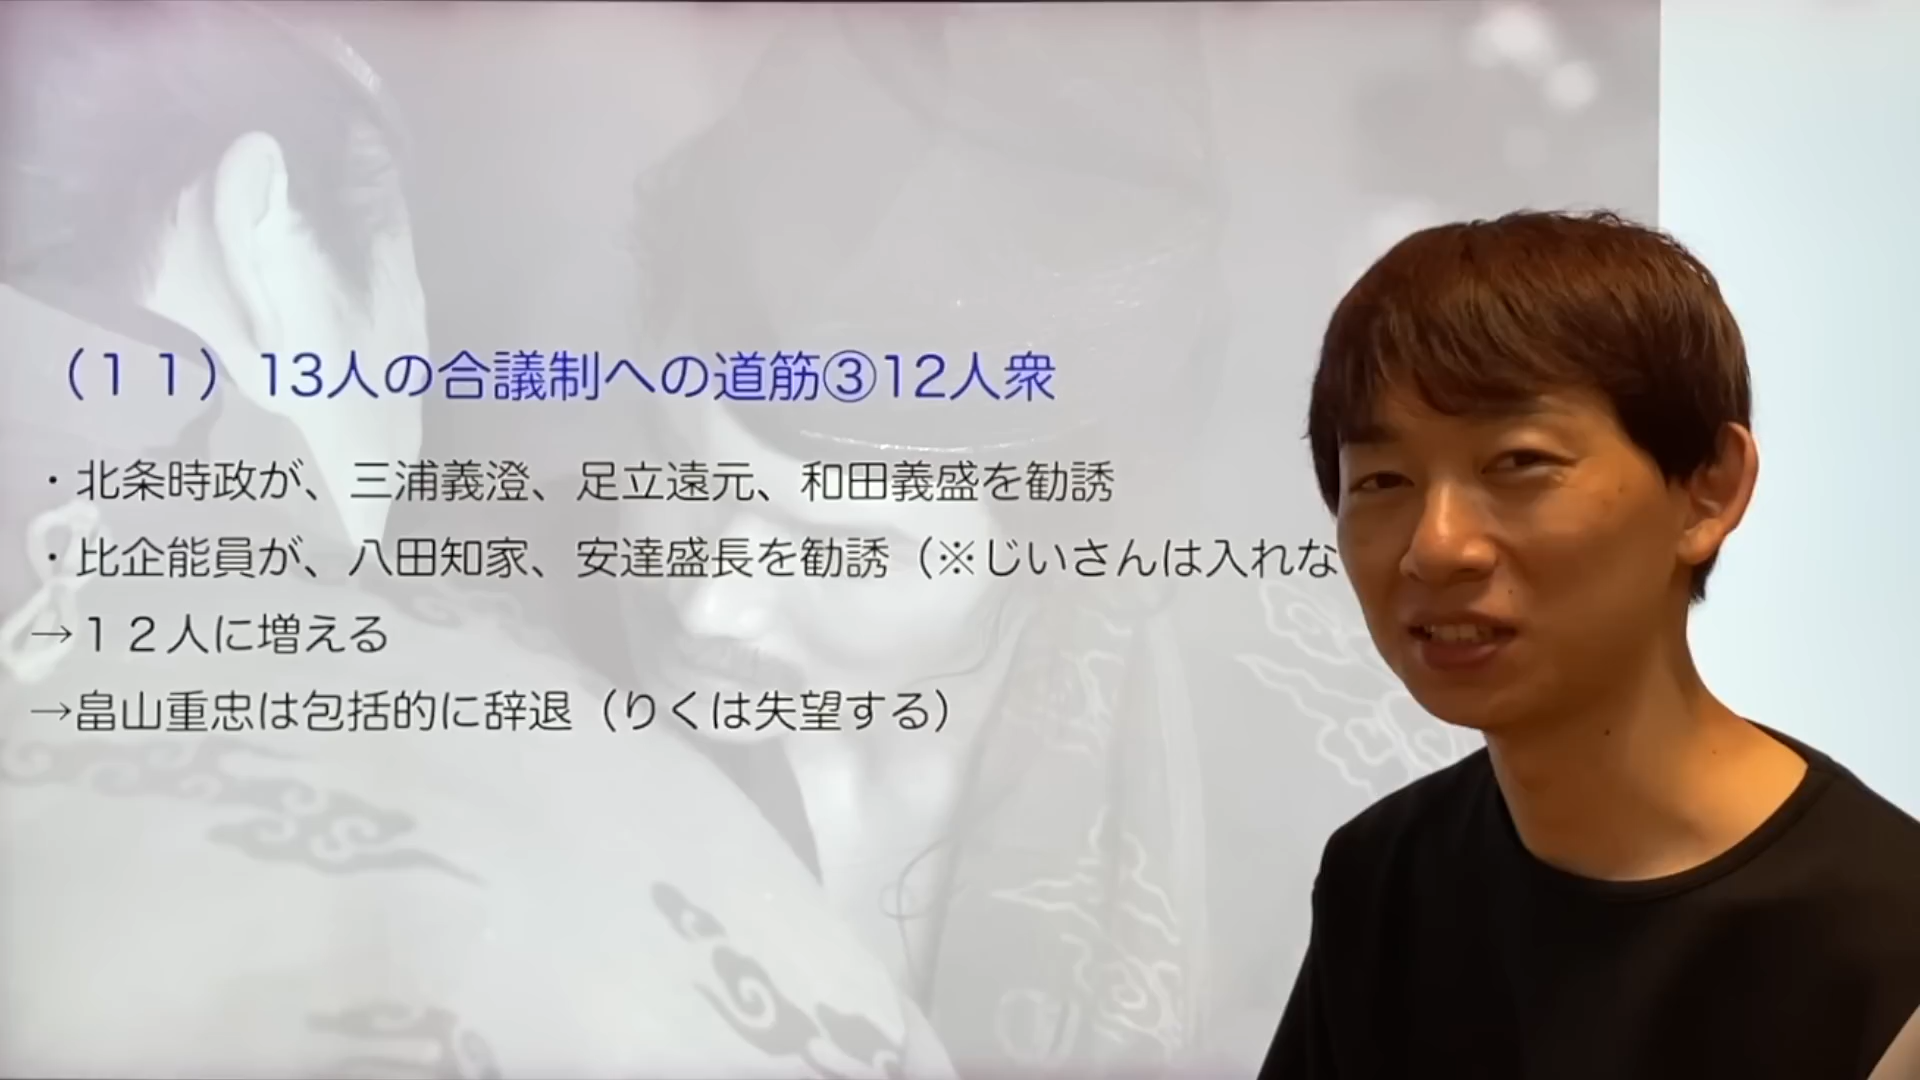 （１１）13人の合議制への道筋③12人衆
・北条時政が、三浦義澄、足立遠元、和田義盛を勧誘
・比企能員が、八田知家、安達盛長を勧誘（※じいさんは入れな
→１２人に増える
→畠山重忠は包括的に辞退（りくは失望する）